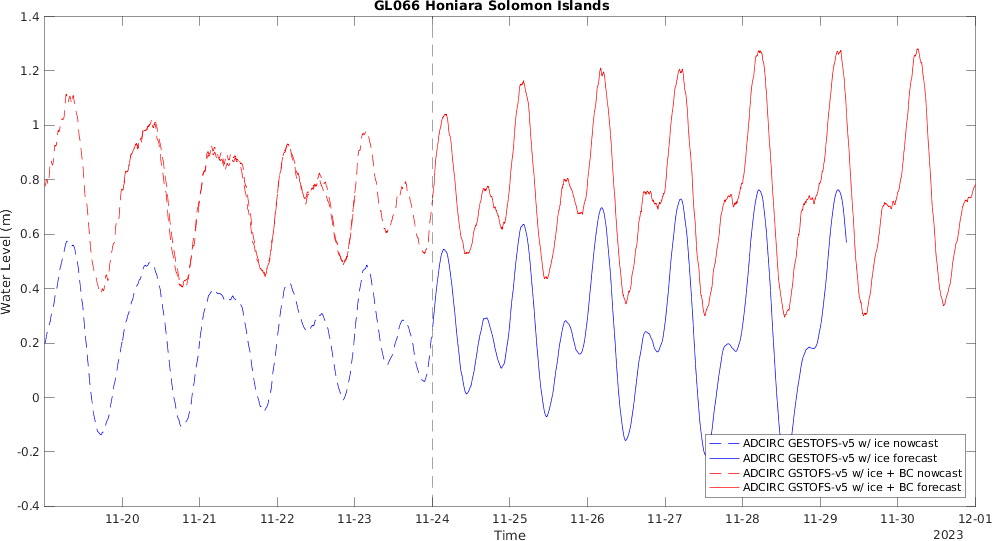 GL066 Honiara Solomon Islands
Water Level (m)
1.4
1.2
1
0.8
0.6
0.4
0.2
0
-0.2
-0.4
ADCIRC GESTOFS-v5 w/ ice nowcast
ADCIRC GESTOFS-v5 w/ ice forecast
ADCIRC GSTOFS-v5 w/ ice + BC nowcast
ADCIRC GSTOFS-v5 w/ ice + BC forecast
11-20 11-21 11-22 11-23 11-24 11-25 11-26 11-27 11-28 11-29 11-30 12-01
Time
2023